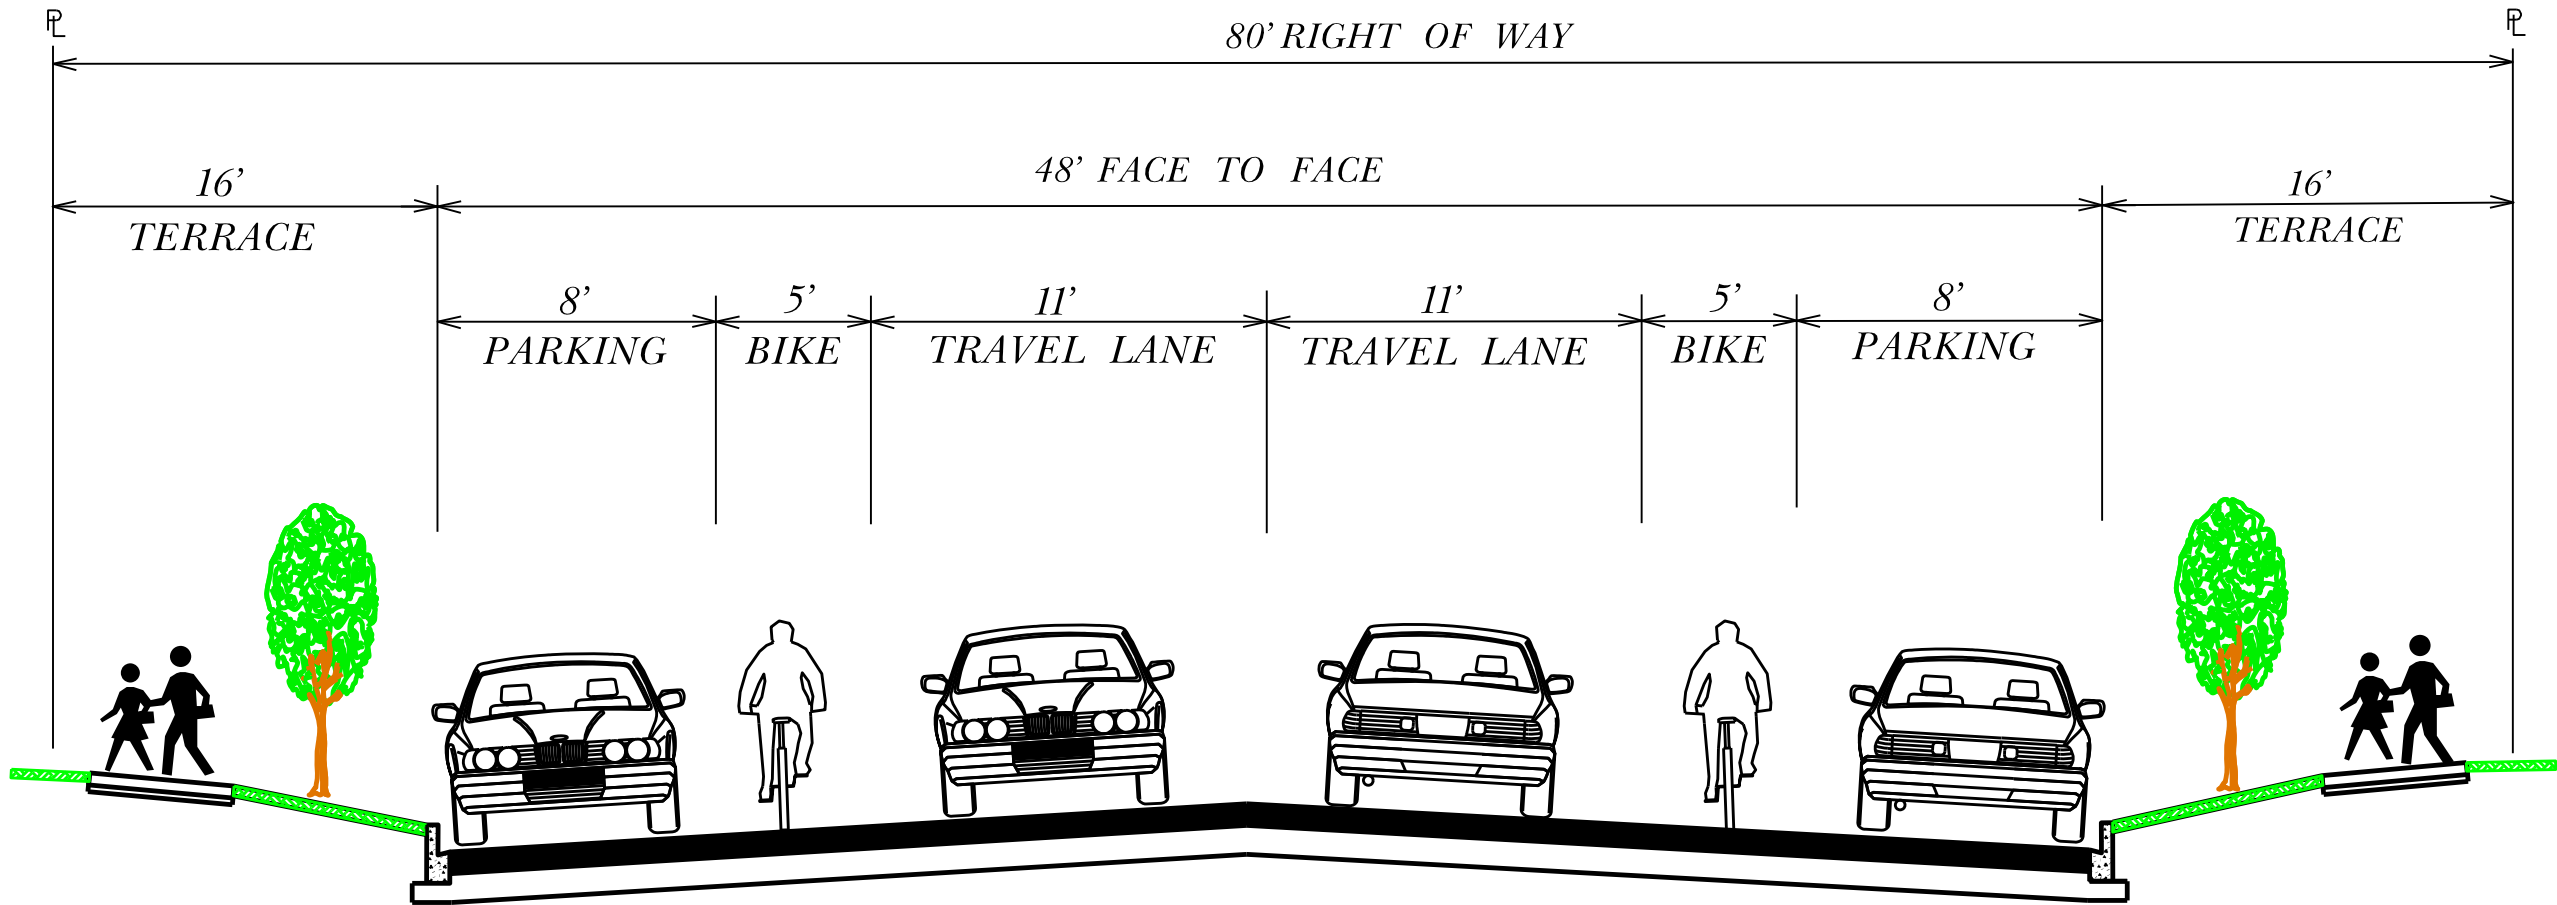 PL PL
80' RIGHT OF WAY
48' FACE TO FACE
16' 16'
TERRACE TERRACE
8' 5' 11' 11' 5' 8'
PARKING BIKE TRAVEL LANE TRAVEL LANE BIKE PARKING